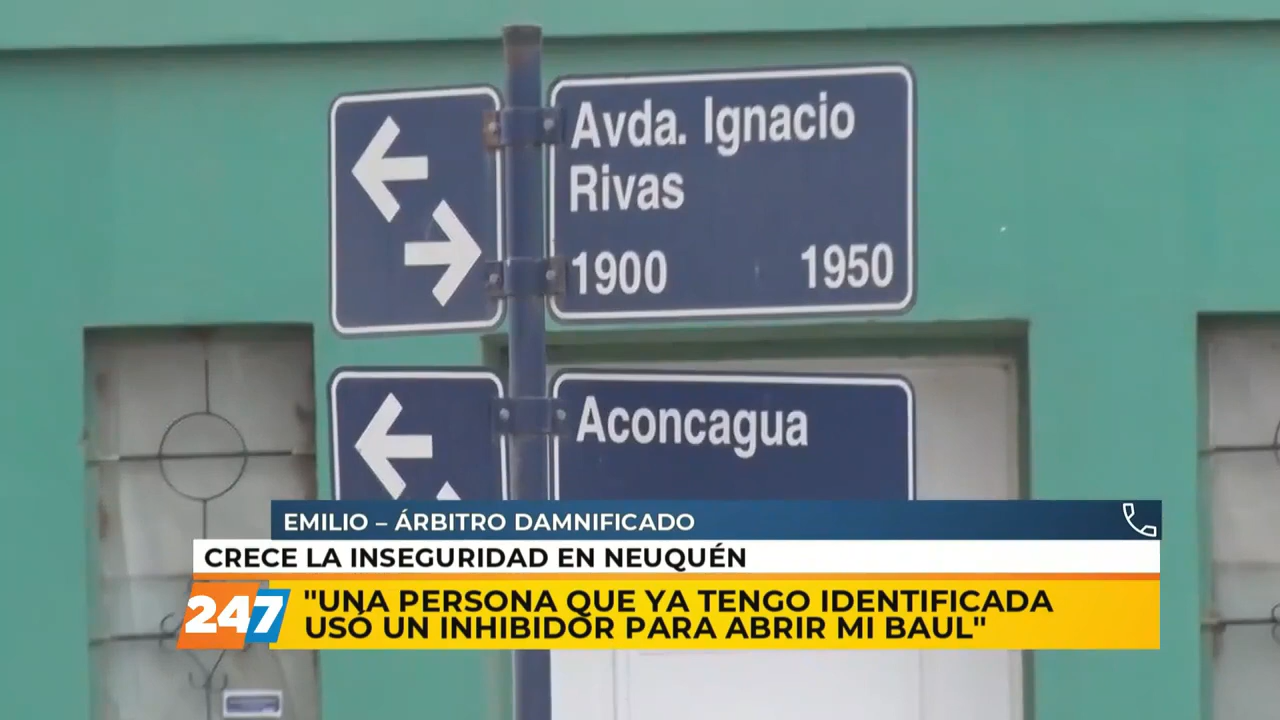 Avda. Ignacio
Rivas
1900 1950
Aconcagua
EMILIO – ÁRBITRO DAMNIFICADO
CRECE LA INSEGURIDAD EN NEUQUÉN
247
"UNA PERSONA QUE YA TENGO IDENTIFICADA
USÓ UN INHIBIDOR PARA ABRIR MI BAÚL"